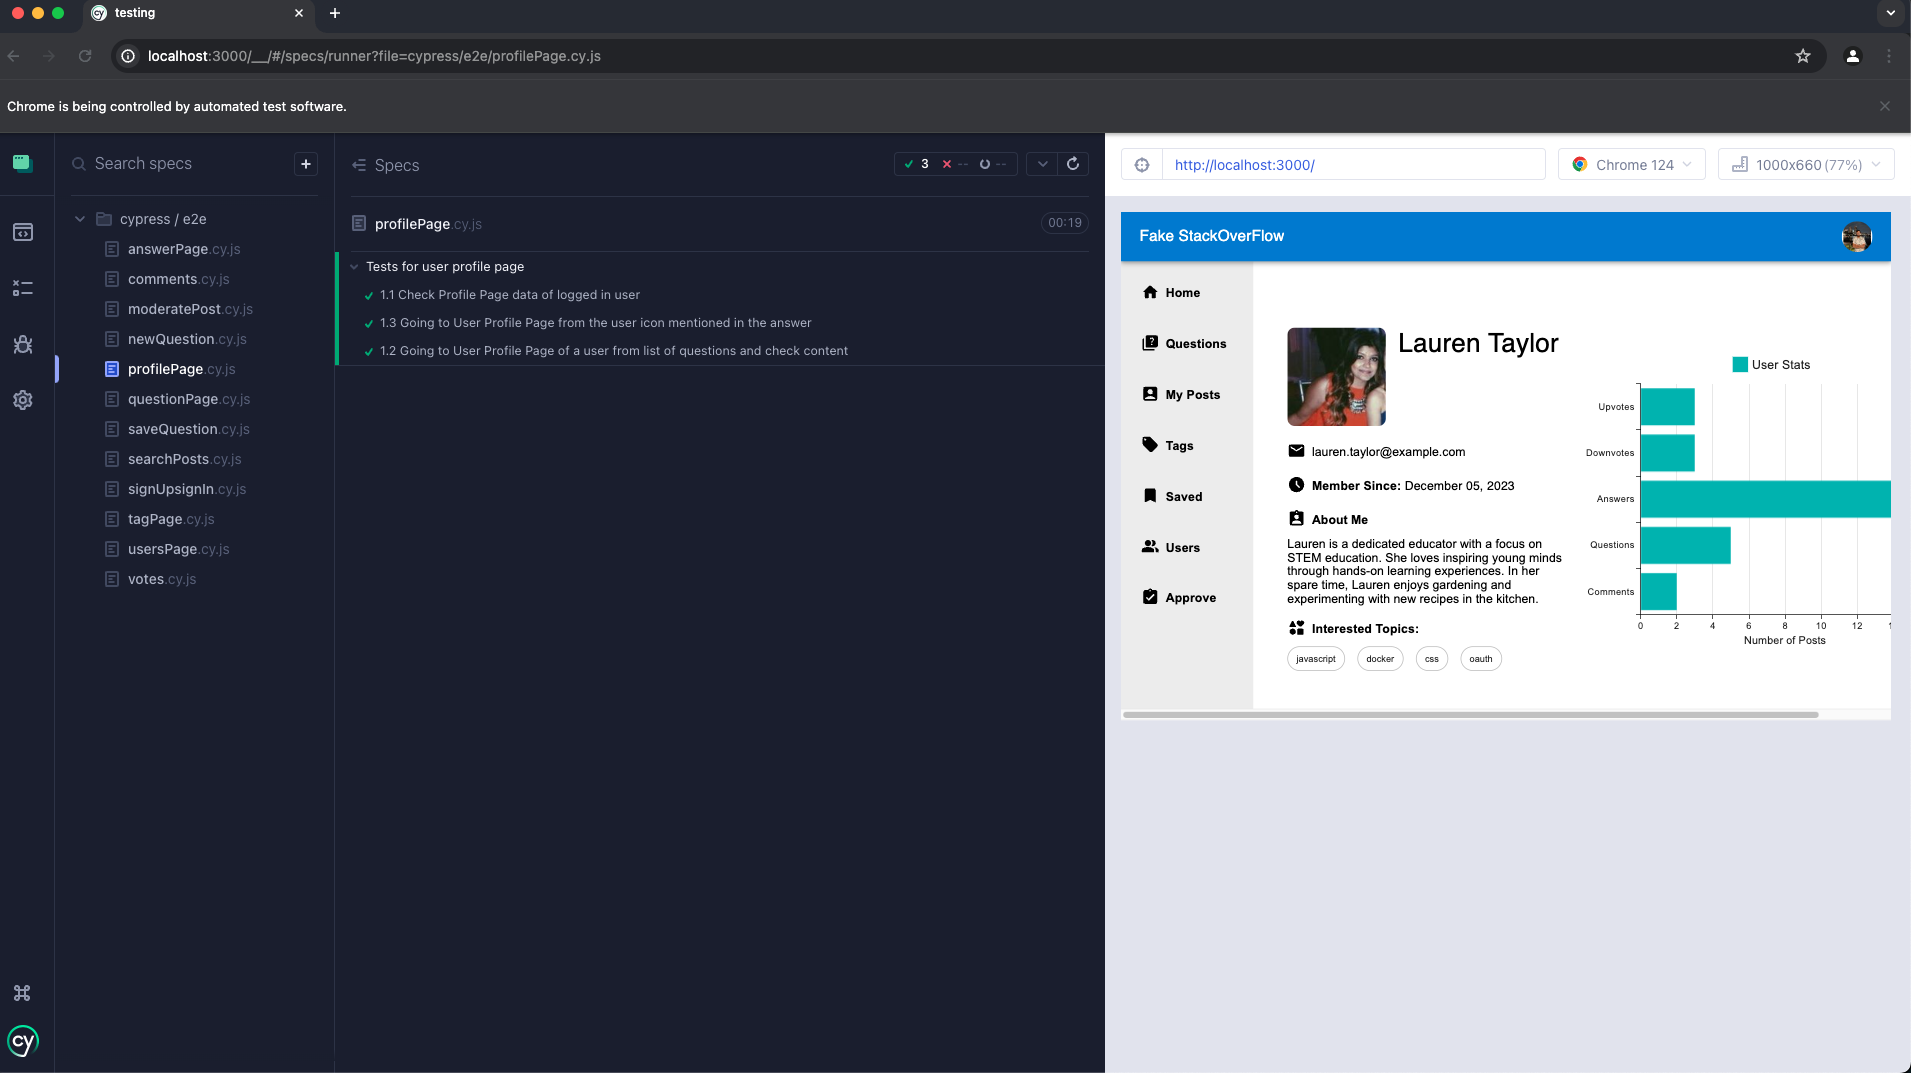 testing
localhost:3000/__/#/specs/runner?file=cypress/e2e/profilePage.cy.js
Chrome is being controlled by automated test software.
Search specs
+
cypress / e2e
answerPage.cy.js
comments.cy.js
moderatePost.cy.js
newQuestion.cy.js
profilePage.cy.js
questionPage.cy.js
saveQuestion.cy.js
searchPosts.cy.js
signUpsignIn.cy.js
tagPage.cy.js
usersPage.cy.js
votes.cy.js
cy
Specs
3 -- --
profilePage.cy.js 00:19
Tests for user profile page
1.1 Check Profile Page data of logged in user
1.3 Going to User Profile Page from the user icon mentioned in the answer
1.2 Going to User Profile Page of a user from list of questions and check content
http://localhost:3000/
Chrome 124
1000x660 (77%)
Fake StackOverFlow
Home
Questions
My Posts
Tags
Saved
Users
Approve
Lauren Taylor
lauren.taylor@example.com
Member Since: December 05, 2023
About Me
Lauren is a dedicated educator with a focus on
STEM education. She loves inspiring young minds
through hands-on learning experiences. In her
spare time, Lauren enjoys gardening and
experimenting with new recipes in the kitchen.
Interested Topics:
javascript docker css oauth
User Stats
Upvotes
Downvotes
Answers
Questions
Comments
0 2 4 6 8 10 12
Number of Posts